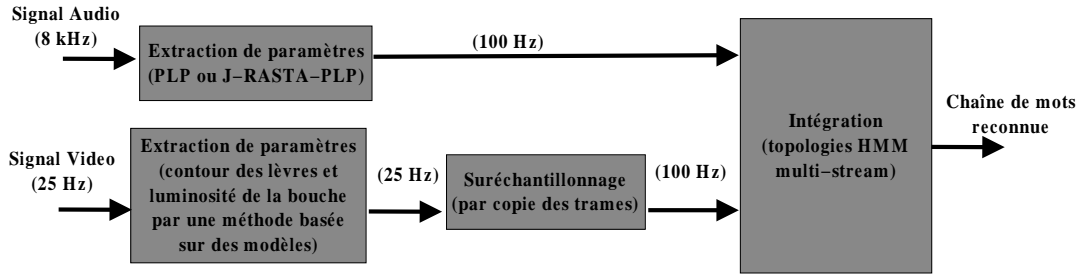 Signal Audio
(8 kHz)
Extraction de paramètres
(PLP ou J−RASTA−PLP)
(100 Hz)
Signal Video
(25 Hz)
Extraction de paramètres
(contour des lèvres et
luminosité de la bouche
par une méthode basée
sur des modèles)
(25 Hz)
Suréchantillonnage
(par copie des trames)
(100 Hz)
Intégration
(topologies HMM
multi−stream)
Chaîne de mots
reconnue